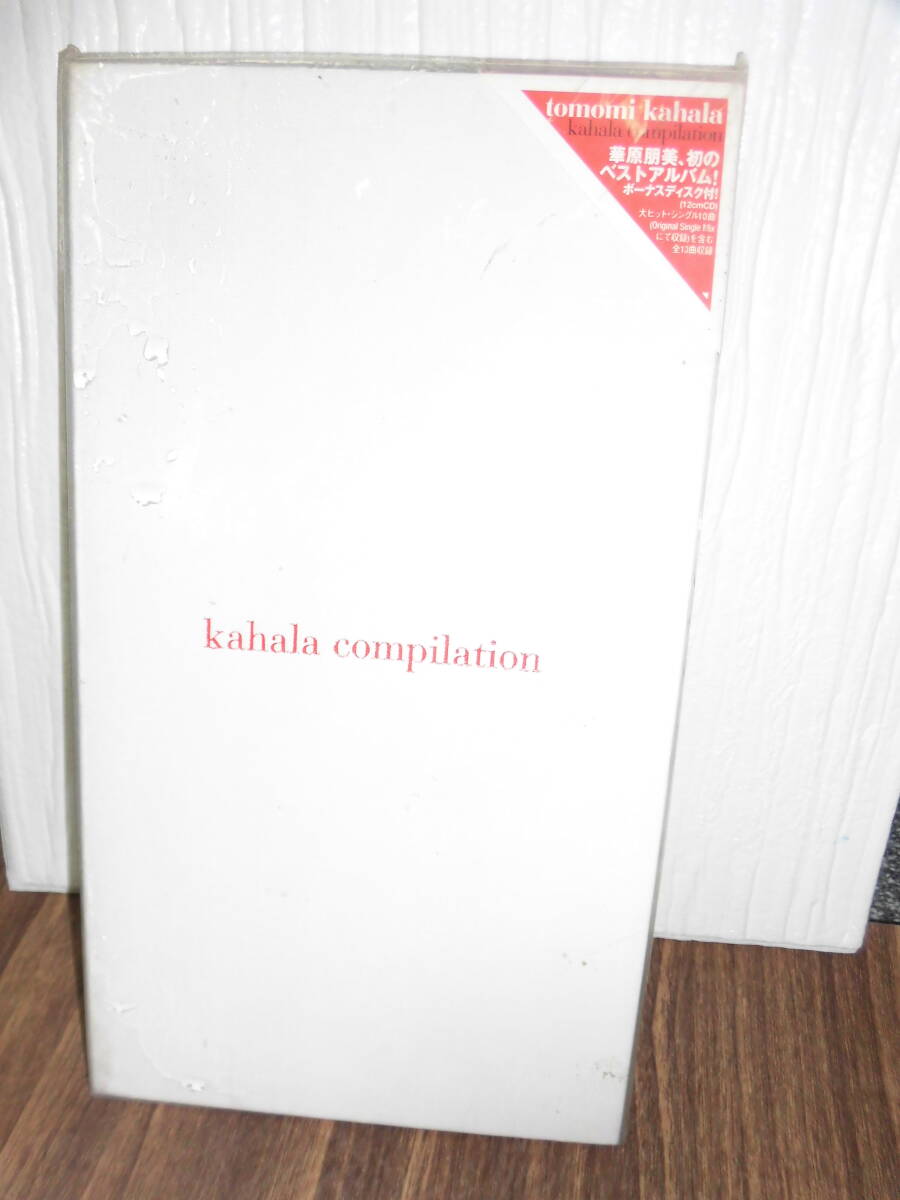 tomomi kahala
kahala compilation
華原朋美、初の
ベストアルバム!
ボーナスディスク付!
(12cmCD)
大ヒット・シングル10曲
(Original Single Mix
にて収録)を含む
全13曲収録
kahala compilation